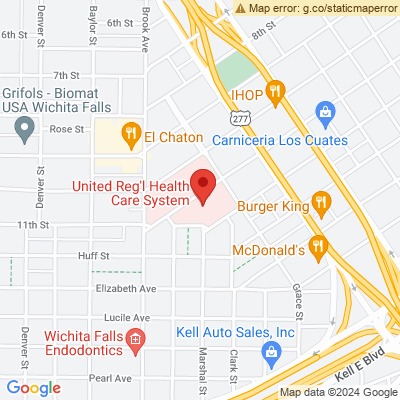 Map error: g.co/staticmaperror
6th St
Denver St
Baylor St
Brook Ave
8th St
6th St
7th St
Grifols - Biomat
USA Wichita Falls
IHOP
Rose St
El Chaton
277
Carniceria Los Cuates
Denver St
United Reg'l Health
Care System
Burger King
11th St
McDonald's
Huff St
Elizabeth Ave
Grace St
Lucile Ave
Wichita Falls
Endodontics
Kell Auto Sales, Inc
Denver St
Marshal St
Clark St
Kell E Blvd
Pearl Ave
Google
Map data ©2024 Google